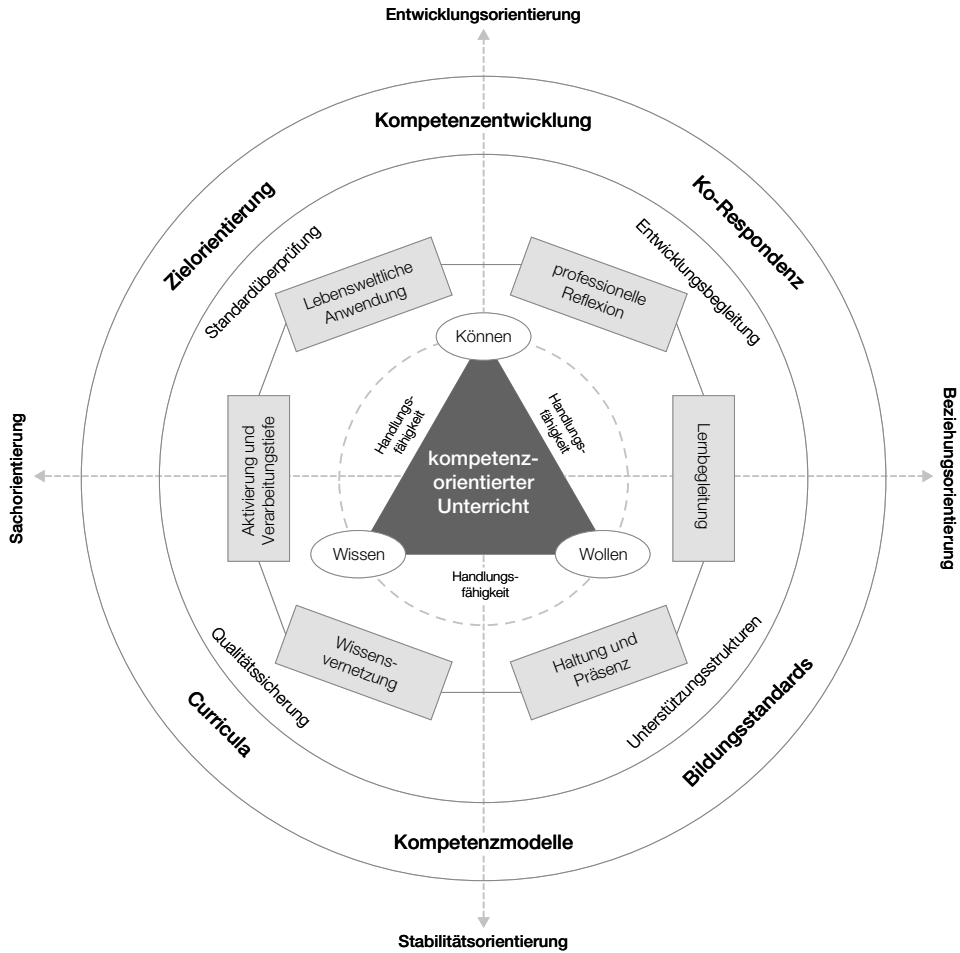 Entwicklungsorientierung
Kompetenzentwicklung
Zielorientierung
Ko-Respondenz
Standardüberprüfung
Entwicklungsbegleitung
Lebensweltliche
Anwendung
professionelle
Reflexion
Können
Handlungs-
fähigkeit
Handlungs-
fähigkeit
Sachorientierung
Aktivierung und
Verarbeitungstiefe
kompetenz-
orientierter
Unterricht
Lernbegleitung
Beziehungsorientierung
Wissen
Wollen
Handlungs-
fähigkeit
Wissens-
vernetzung
Haltung und
Präsenz
Qualitätssicherung
Unterstützungsstrukturen
Curricula
Bildungsstandards
Kompetenzmodelle
Stabilitätsorientierung